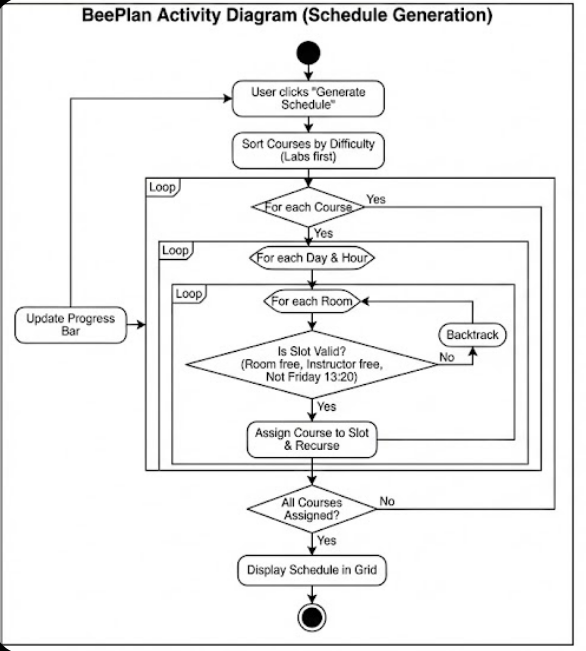 BeePlan Activity Diagram (Schedule Generation)
User clicks "Generate
Schedule"
Sort Courses by Difficulty
(Labs first)
Loop
For each Course
Yes
Yes
Loop
For each Day & Hour
Loop
For each Room
Update Progress
Bar
Backtrack
Is Slot Valid?
(Room free, Instructor free,
Not Friday 13:20)
No
Yes
Assign Course to Slot
& Recurse
All Courses
Assigned?
No
Yes
Display Schedule in Grid